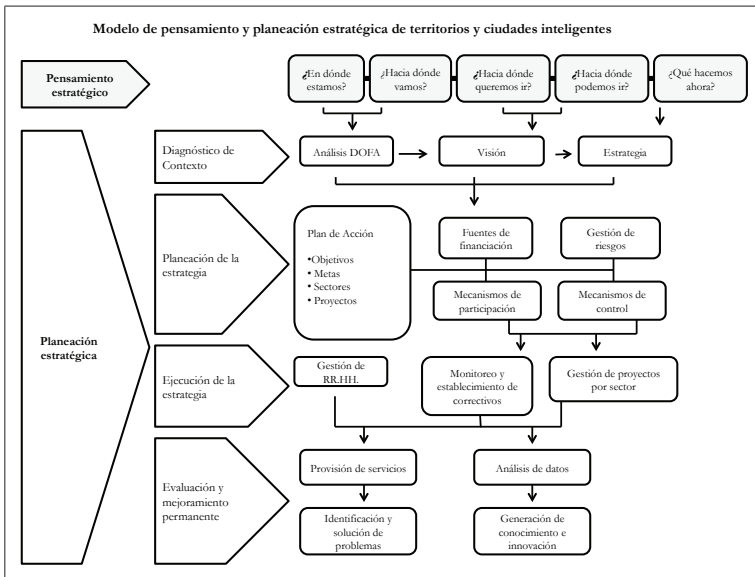 Modelo de pensamiento y planeación estratégica de territorios y ciudades inteligentes
Pensamiento
estratégico
¿En dónde
estamos?
¿Hacia dónde
vamos?
¿Hacia dónde
queremos ir?
¿Hacia dónde
podemos ir?
¿Qué hacemos
ahora?
Planeación
estratégica
Diagnóstico de
Contexto
Análisis DOFA
Visión
Estrategia
Planeación de la
estrategia
Plan de Acción
•Objetivos
• Metas
• Sectores
• Proyectos
Fuentes de
financiación
Gestión de
riesgos
Mecanismos de
participación
Mecanismos de
control
Ejecución de la
estrategia
Gestión de
RR.HH.
Monitoreo y
establecimiento de
correctivos
Gestión de proyectos
por sector
Evaluación y
mejoramiento
permanente
Provisión de servicios
Análisis de datos
Identificación y
solución de
problemas
Generación de
conocimiento e
innovación